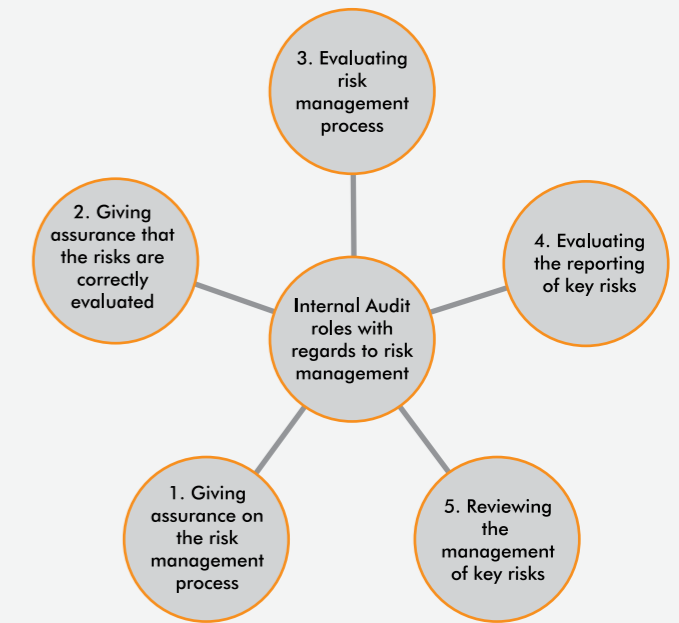 3. Evaluating
risk
management
process
2. Giving
assurance that
the risks are
correctly
evaluated
4. Evaluating
the reporting
of key risks
Internal Audit
roles with
regards to risk
management
1. Giving
assurance on
the risk
management
process
5. Reviewing
the
management
of key risks